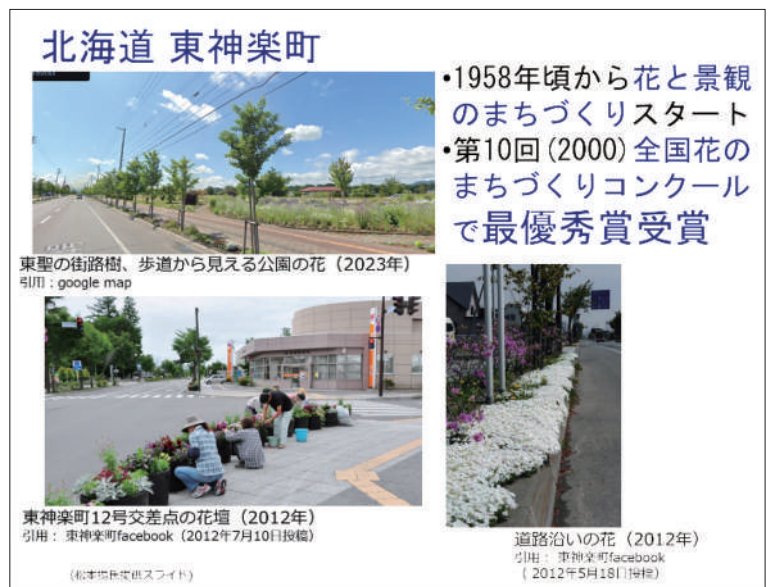 北海道 東神楽町
•1958年頃から花と景観
のまちづくりスタート
•第10回(2000)全国花の
まちづくりコンクール
で最優秀賞受賞
東聖の街路樹、歩道から見える公園の花（2023年）
引用：google map
東神楽町12号交差点の花壇（2012年）
引用： 東神楽町facebook（2012年7月10日投稿）
道路沿いの花（2012年）
引用： 東神楽町facebook
（2012年5月18日投稿）